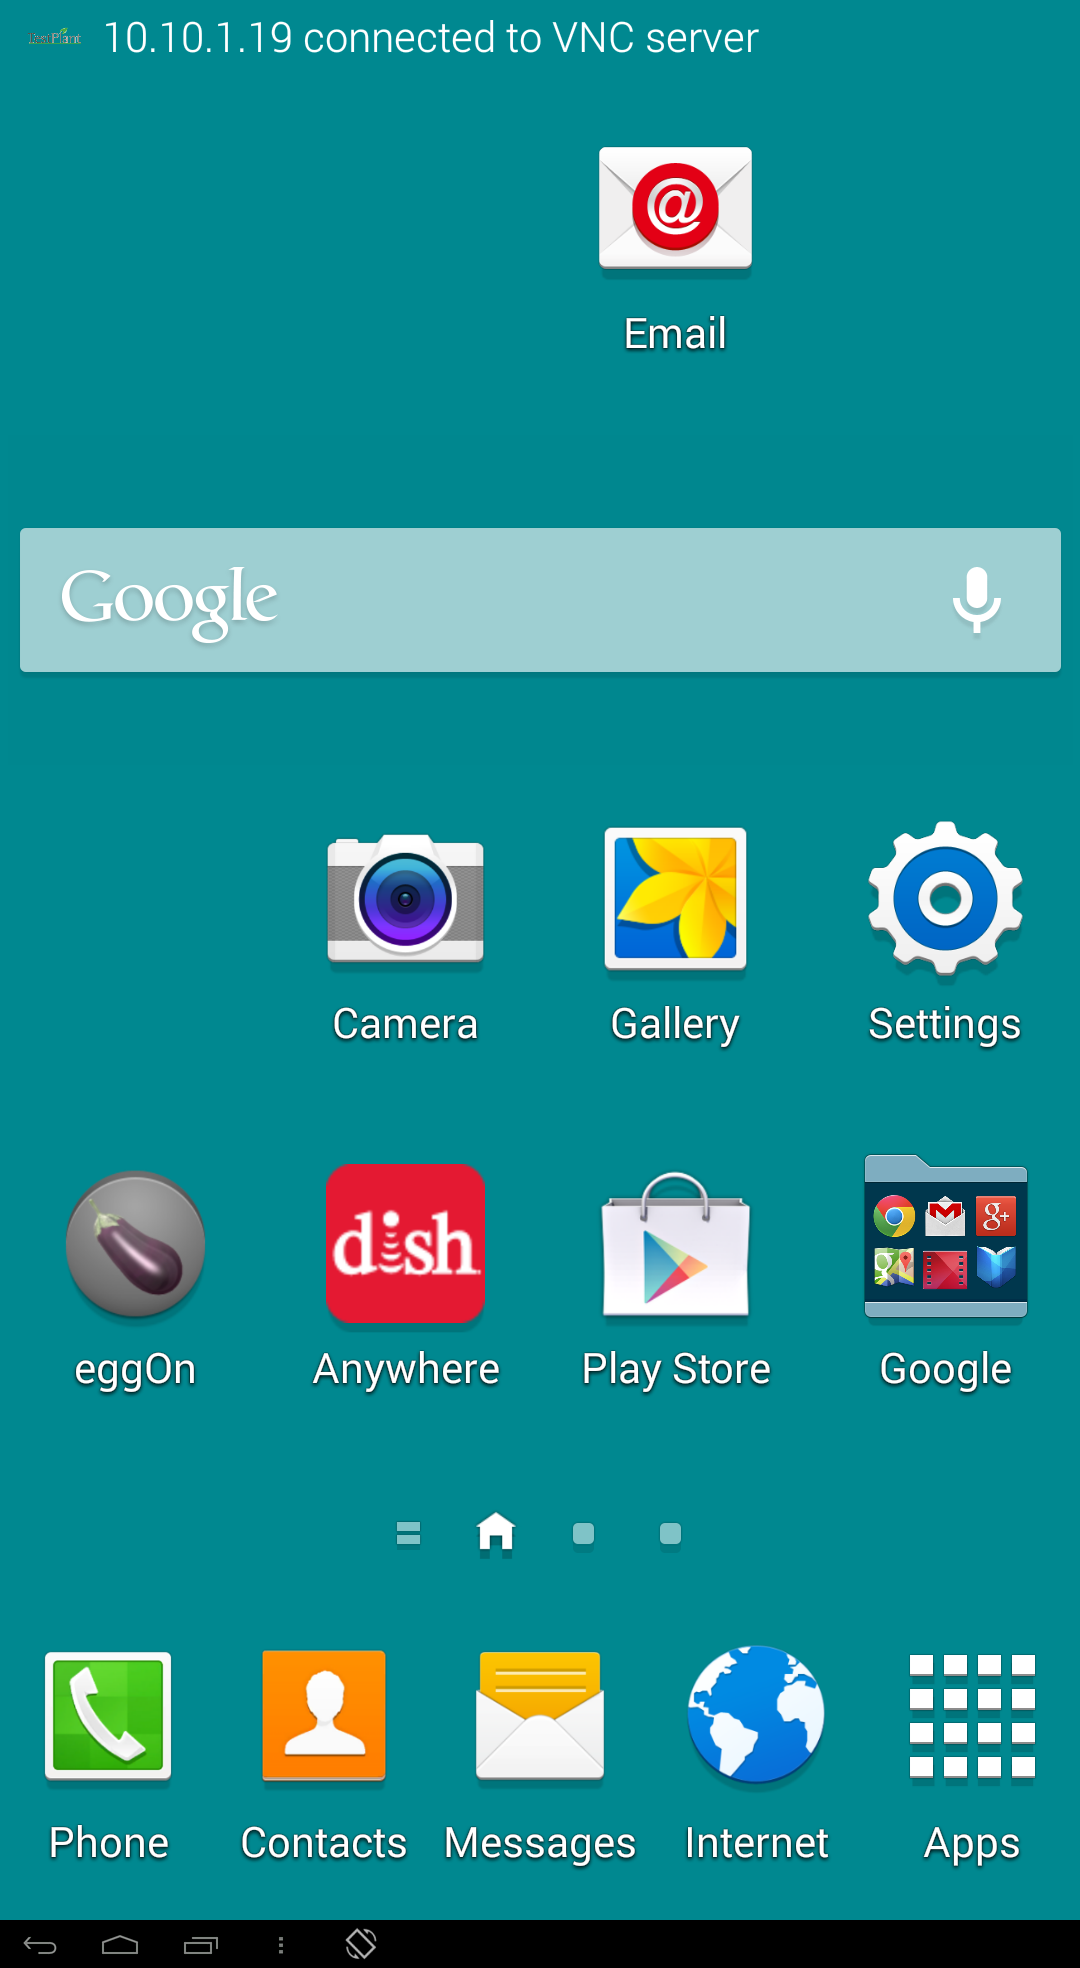 10.10.1.19 connected to VNC server
@
Email
Google
Camera
Gallery
Settings
dish
g+
eggOn
Anywhere
Play Store
Google
Phone
Contacts
Messages
Internet
Apps